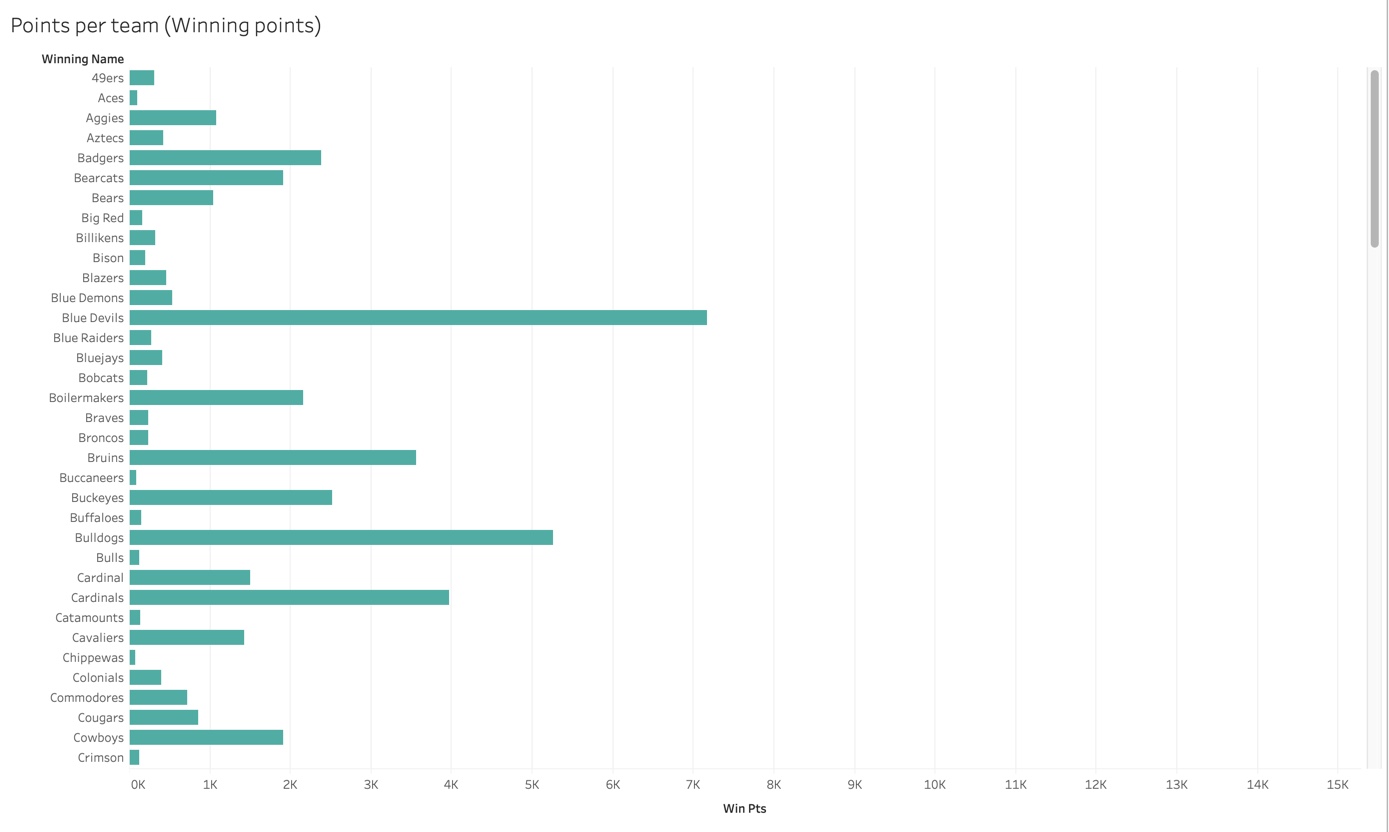 Points per team (Winning points)
Winning Name
49ers
Aces
Aggies
Aztecs
Badgers
Bearcats
Bears
Big Red
Billikens
Bison
Blazers
Blue Demons
Blue Devils
Blue Raiders
Bluejays
Bobcats
Boilermakers
Braves
Broncos
Bruins
Buccaneers
Buckeyes
Buffaloes
Bulldogs
Bulls
Cardinal
Cardinals
Catamounts
Cavaliers
Chippewas
Colonials
Commodores
Cougars
Cowboys
Crimson
0K 1K 2K 3K 4K 5K 6K 7K 8K 9K 10K 11K 12K 13K 14K 15K
Win Pts